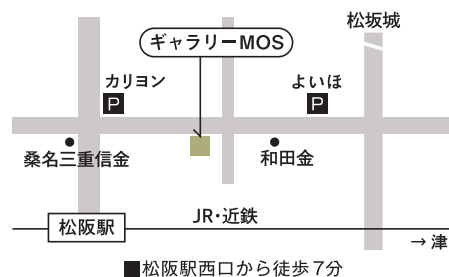 松坂城
ギャラリーMOS
カリヨン
P
よいほ
P
桑名三重信金
和田金
松阪駅
JR・近鉄
→津
■松阪駅西口から徒歩7分